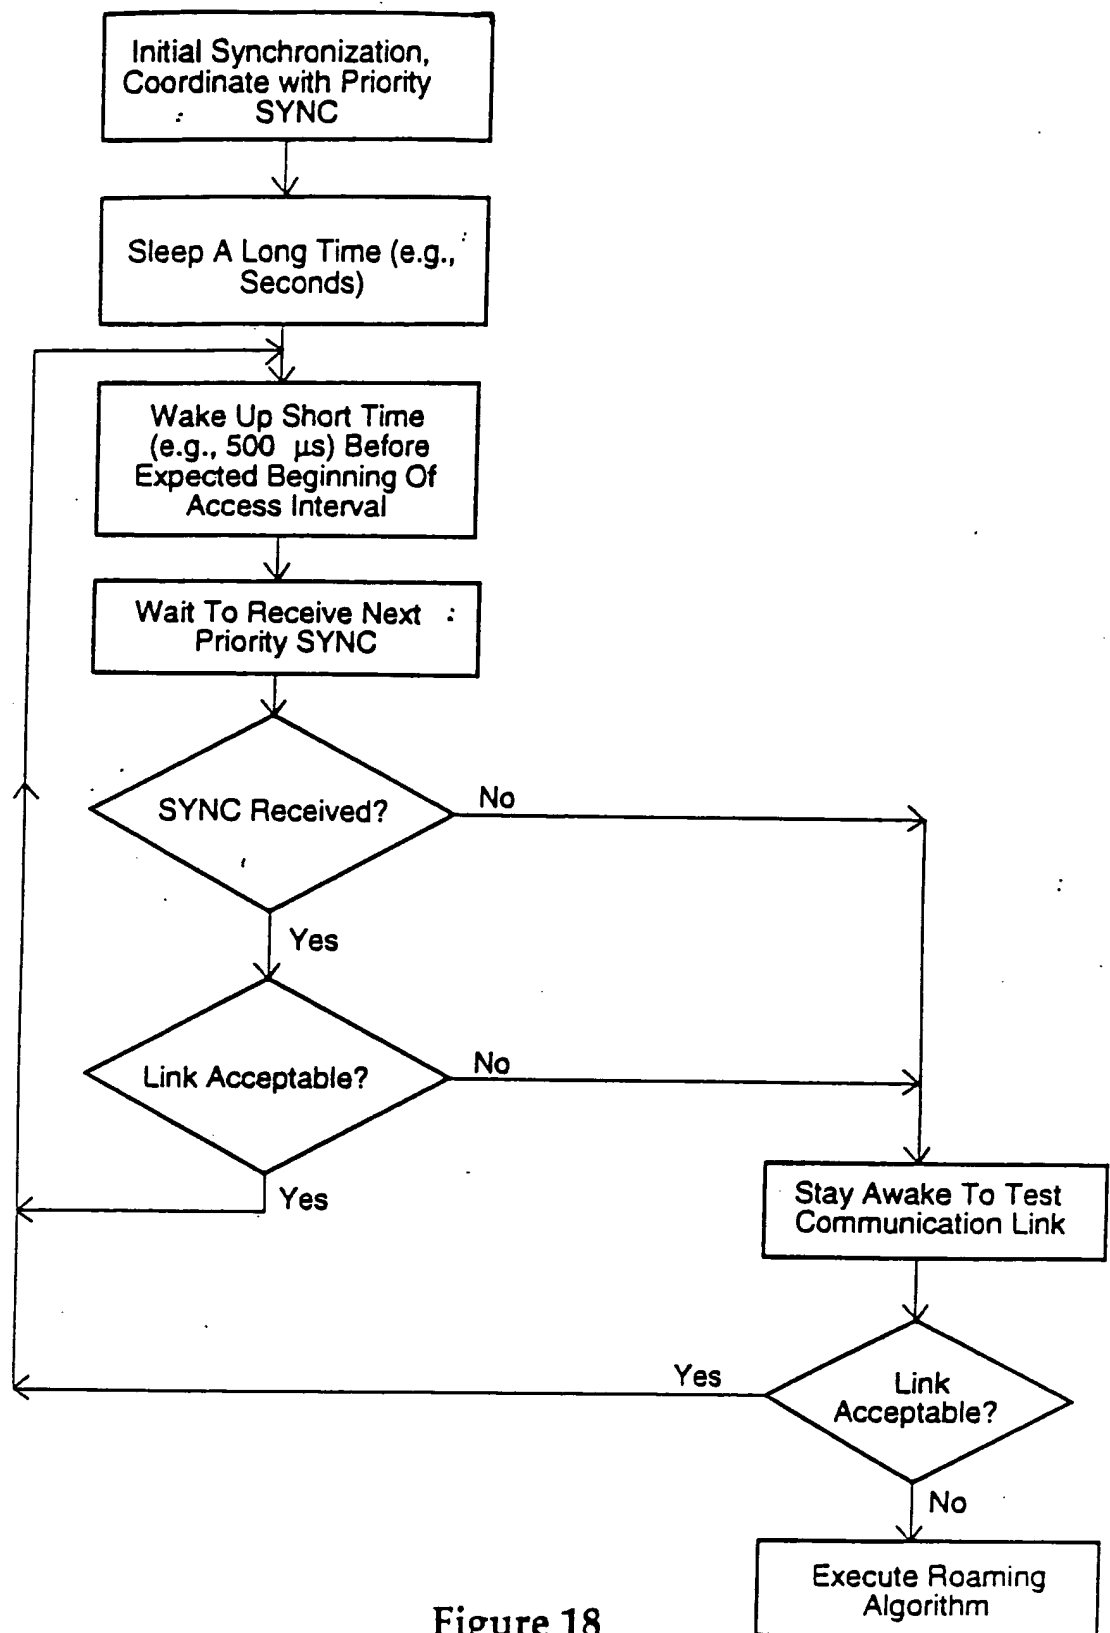 Initial Synchronization,
Coordinate with Priority
SYNC
Sleep A Long Time (e.g.,
Seconds)
Wake Up Short Time
(e.g., 500 µs) Before
Expected Beginning Of
Access Interval
Wait To Receive Next
Priority SYNC
SYNC Received?
No
Yes
Link Acceptable?
No
Yes
Stay Awake To Test
Communication Link
Link
Acceptable?
Yes
No
Execute Roaming
Algorithm
Figure 18